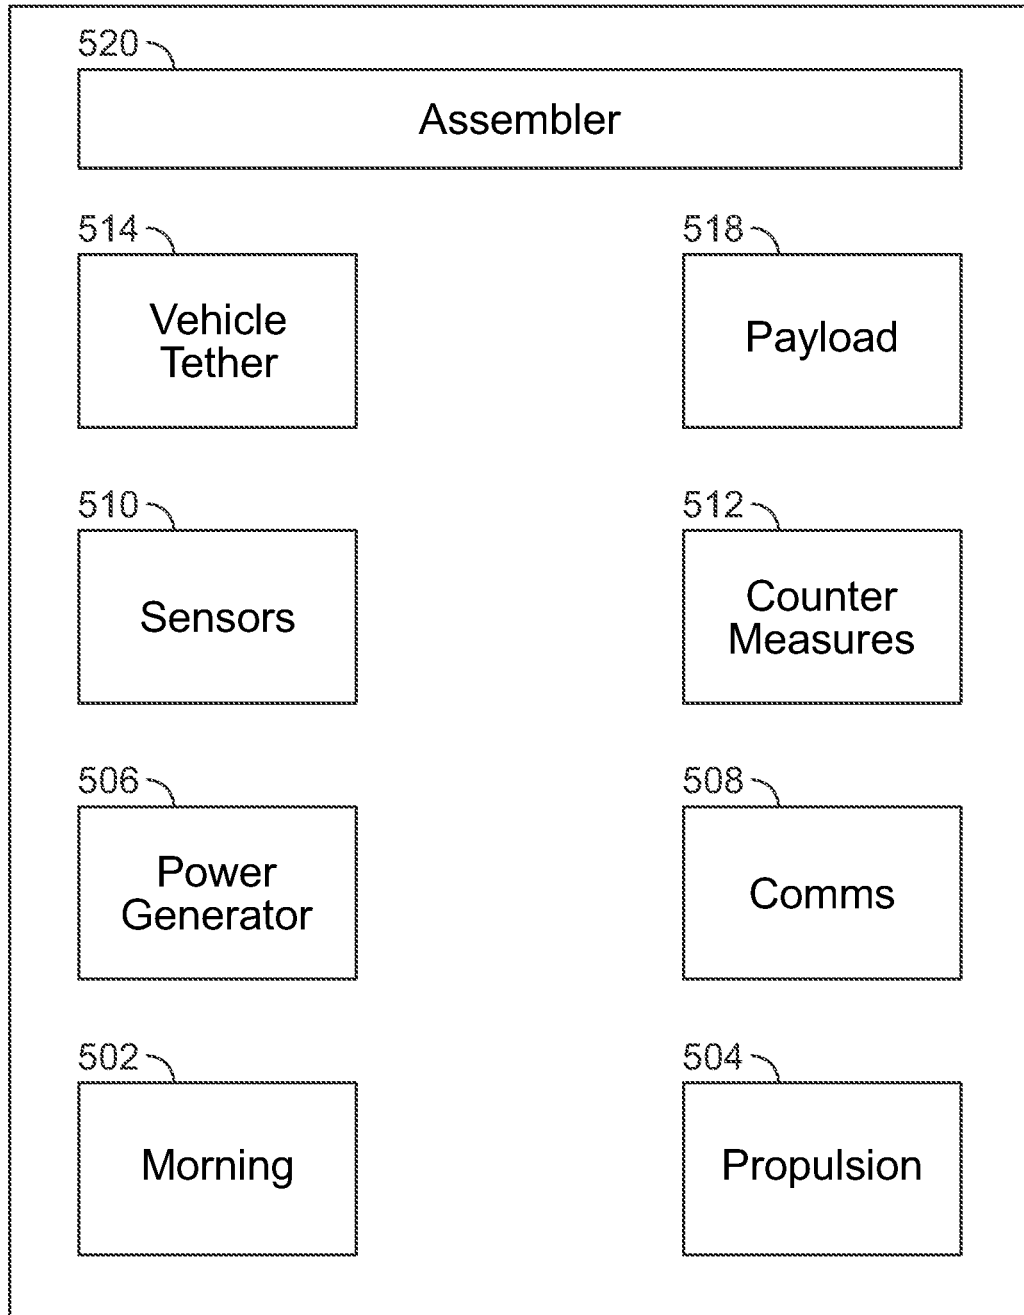 520
Assembler
514
518
Vehicle
Tether
Payload
510
512
Sensors
Counter
Measures
506
508
Power
Generator
Comms
502
504
Morning
Propulsion